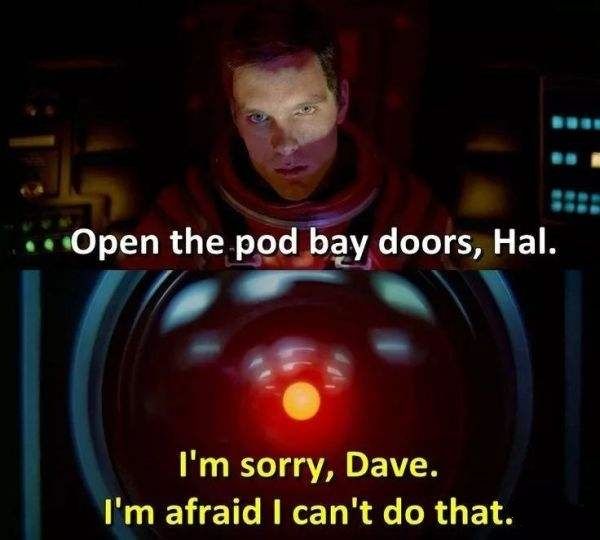 Open the pod bay doors, Hal.
I'm sorry, Dave.
I'm afraid I can't do that.